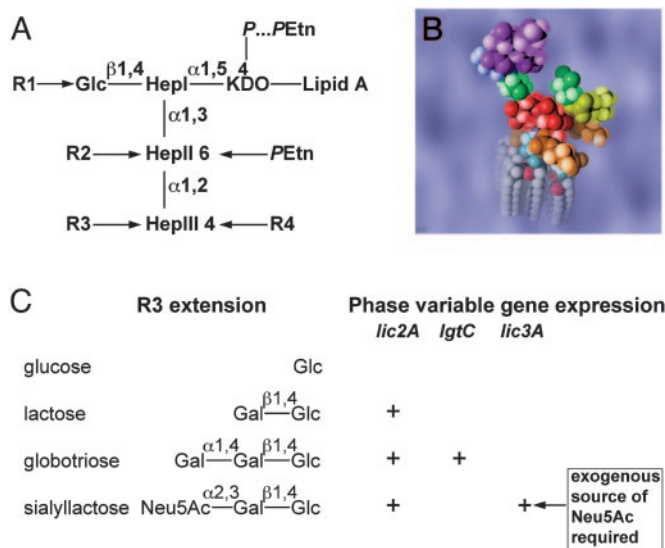 A
P...PEtn
β1,4 α1,5 4
R1 Glc HepI KDO Lipid A
α1,3
R2 HepII 6 PEtn
α1,2
R3 HepIII 4 R4
B
C
R3 extension Phase variable gene expression
lic2A lgtC lic3A
glucose Glc
β1,4
lactose Gal Glc +
α1,4 β1,4
globotriose Gal Gal Glc + +
α2,3 β1,4
sialyllactose Neu5Ac Gal Glc + +
exogenous
source of
Neu5Ac
required